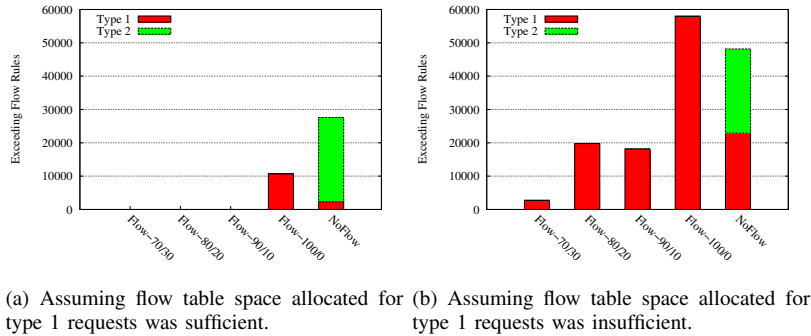 60000
50000
40000
30000
20000
10000
0
Exceeding Flow Rules
Type 1
Type 2
Flow−70/30
Flow−80/20
Flow−90/10
Flow−100/0
NoFlow
60000
50000
40000
30000
20000
10000
0
Exceeding Flow Rules
Type 1
Type 2
Flow−70/30
Flow−80/20
Flow−90/10
Flow−100/0
NoFlow
(a) Assuming flow table space allocated for
type 1 requests was sufficient.
(b) Assuming flow table space allocated for
type 1 requests was insufficient.